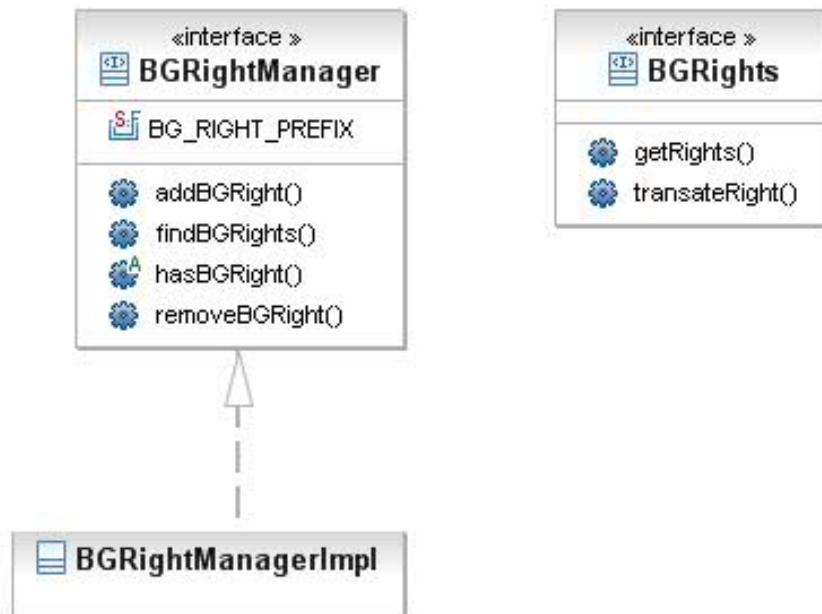 «interface »
BGRightManager
BG_RIGHT_PREFIX
addBGRight()
findBGRights()
hasBGRight()
removeBGRight()
«interface »
BGRights
getRights()
transateRight()
BGRightManagerImpl